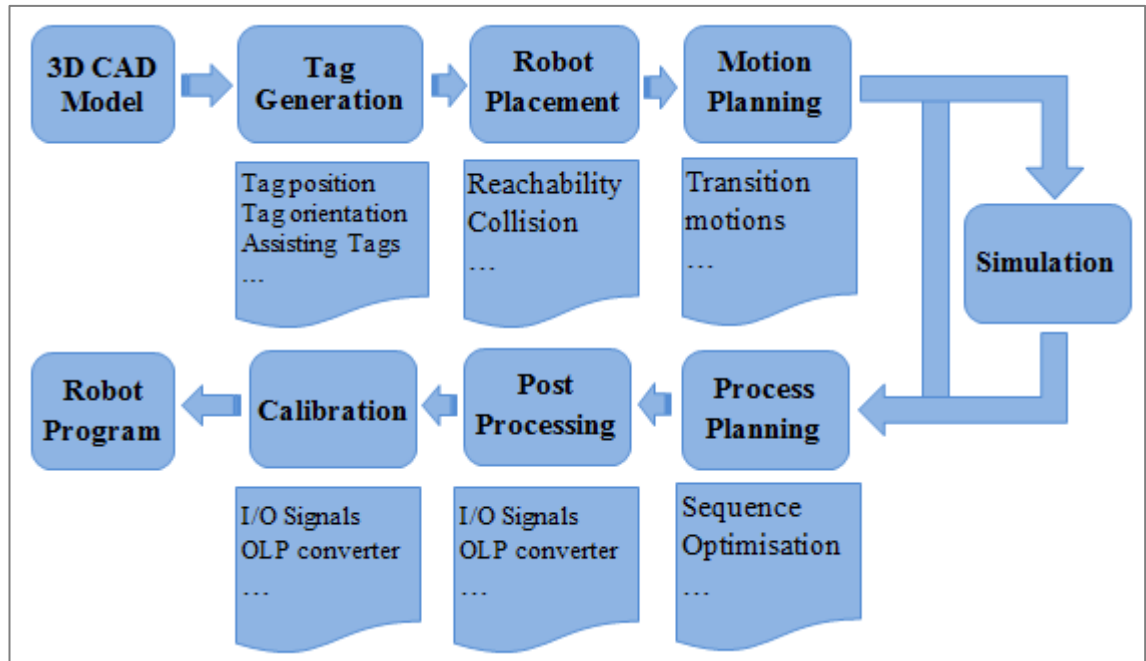 3D CAD
Model
Tag
Generation
Robot
Placement
Motion
Planning
Tag position
Tag orientation
Assisting Tags
…
Reachability
Collision
…
Transition
motions
…
Simulation
Robot
Program
Calibration
Post
Processing
Process
Planning
I/O Signals
OLP converter
…
I/O Signals
OLP converter
…
Sequence
Optimisation
…